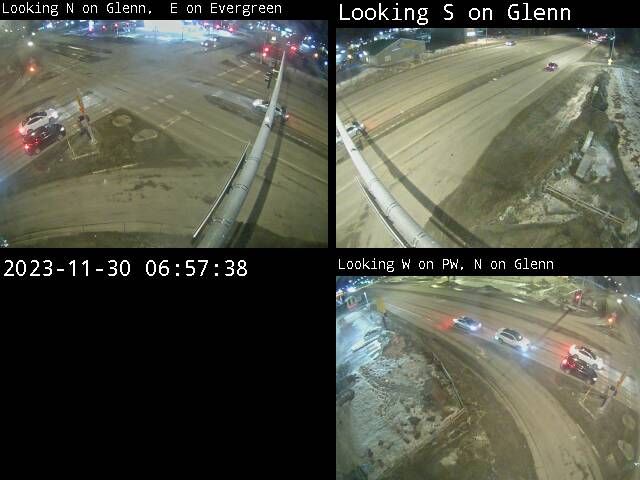 Looking N on Glenn,  E on Evergreen
Looking S on Glenn
2023-11-30 06:57:38
Looking W on PW, N on Glenn